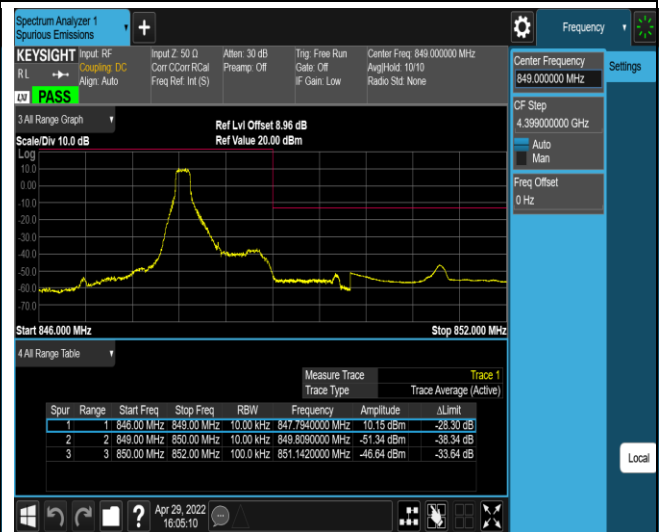 Spectrum Analyzer 1
Spurious Emissions
Frequency
KEYSIGHT
Input: RF
Coupling: DC
Align: Auto
Input Z: 50 Ω
Corr CCorr RCal
Freq Ref: Int (S)
Atten: 30 dB
Preamp: Off
Trig: Free Run
Gate: Off
IF Gain: Low
Center Freq: 849.000000 MHz
Avg|Hold: 10/10
Radio Std: None
R L
LXI PASS
Center Frequency
849.000000 MHz
Settings
CF Step
4.399000000 GHz
Auto
Man
Freq Offset
0 Hz
3 All Range Graph
Scale/Div 10.0 dB
Ref Lvl Offset 8.96 dB
Ref Value 20.00 dBm
Log
10.0
0.00
-10.0
-20.0
-30.0
-40.0
-50.0
-60.0
-70.0
Start 846.000 MHz
Stop 852.000 MHz
4 All Range Table
Measure Trace Trace 1
Trace Type Trace Average (Active)
Spur Range Start Freq Stop Freq RBW Frequency Amplitude ΔLimit
1 1 846.00 MHz 849.00 MHz 10.00 kHz 847.7940000 MHz 10.15 dBm -28.30 dB
2 2 849.00 MHz 850.00 MHz 10.00 kHz 849.8090000 MHz -51.34 dBm -38.34 dB
3 3 850.00 MHz 852.00 MHz 100.0 kHz 851.1420000 MHz -46.64 dBm -33.64 dB
Local
?
Apr 29, 2022
16:05:10